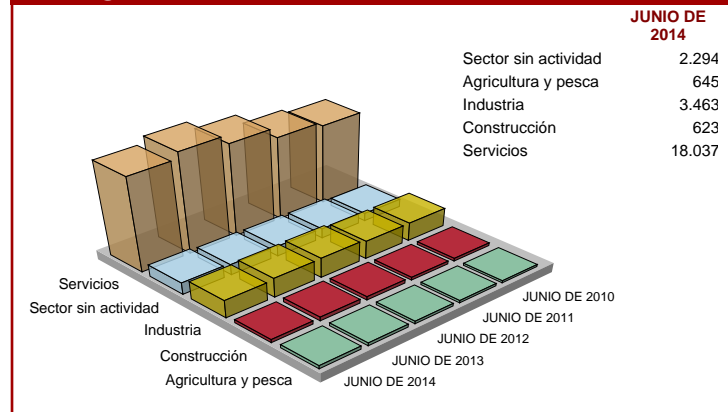 JUNIO DE
2014
Sector sin actividad 2.294
Agricultura y pesca 645
Industria 3.463
Construcción 623
Servicios 18.037
Servicios
Sector sin actividad
Industria
Construcción
Agricultura y pesca
JUNIO DE 2010
JUNIO DE 2011
JUNIO DE 2012
JUNIO DE 2013
JUNIO DE 2014